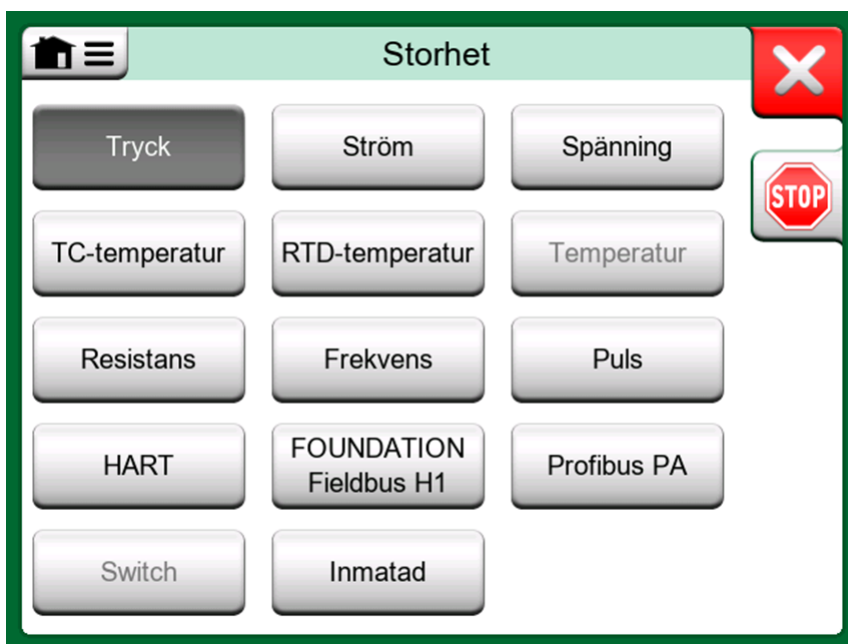 Storhet
Tryck
Ström
Spänning
STOP
TC-temperatur
RTD-temperatur
Temperatur
Resistans
Frekvens
Puls
HART
FOUNDATION
Fieldbus H1
Profibus PA
Switch
Inmatad